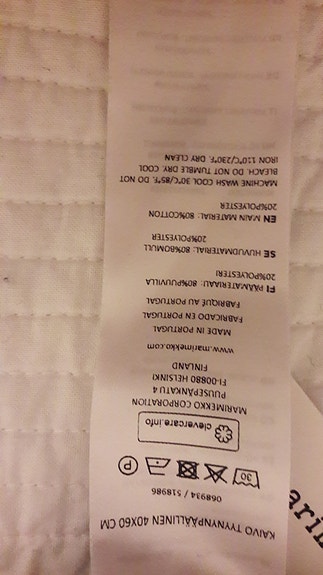 KAIVO TYYNYNPÄÄLLINEN 40X60 CM
068934 / 518986
30
P
clevercare.info
MARIMEKKO CORPORATION
PUUSEPÄNKATU 4
FI-00880 HELSINKI
FINLAND
www.marimekko.com
MADE IN PORTUGAL
FABRICADO EN PORTUGAL
FABRIQUÉ AU PORTUGAL
FI PÄÄMATERIAALI: 80%PUUVILLA
20%POLYESTERI
SE HUVUDMATERIAL: 80%BOMULL
20%POLYESTER
EN MAIN MATERIAL: 80%COTTON
20%POLYESTER
MACHINE WASH COOL 30°C/85°F. DO NOT
BLEACH. DO NOT TUMBLE DRY. COOL
IRON 110°C/230°F. DRY CLEAN